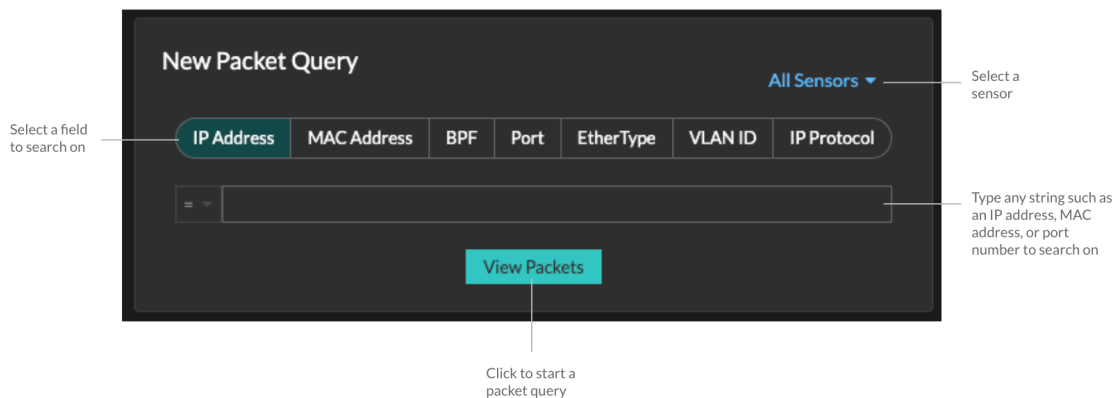 New Packet Query
All Sensors
Select a
sensor
Select a field
to search on
IP Address MAC Address BPF Port EtherType VLAN ID IP Protocol
=
Type any string such as
an IP address, MAC
address, or port
number to search on
View Packets
Click to start a
packet query